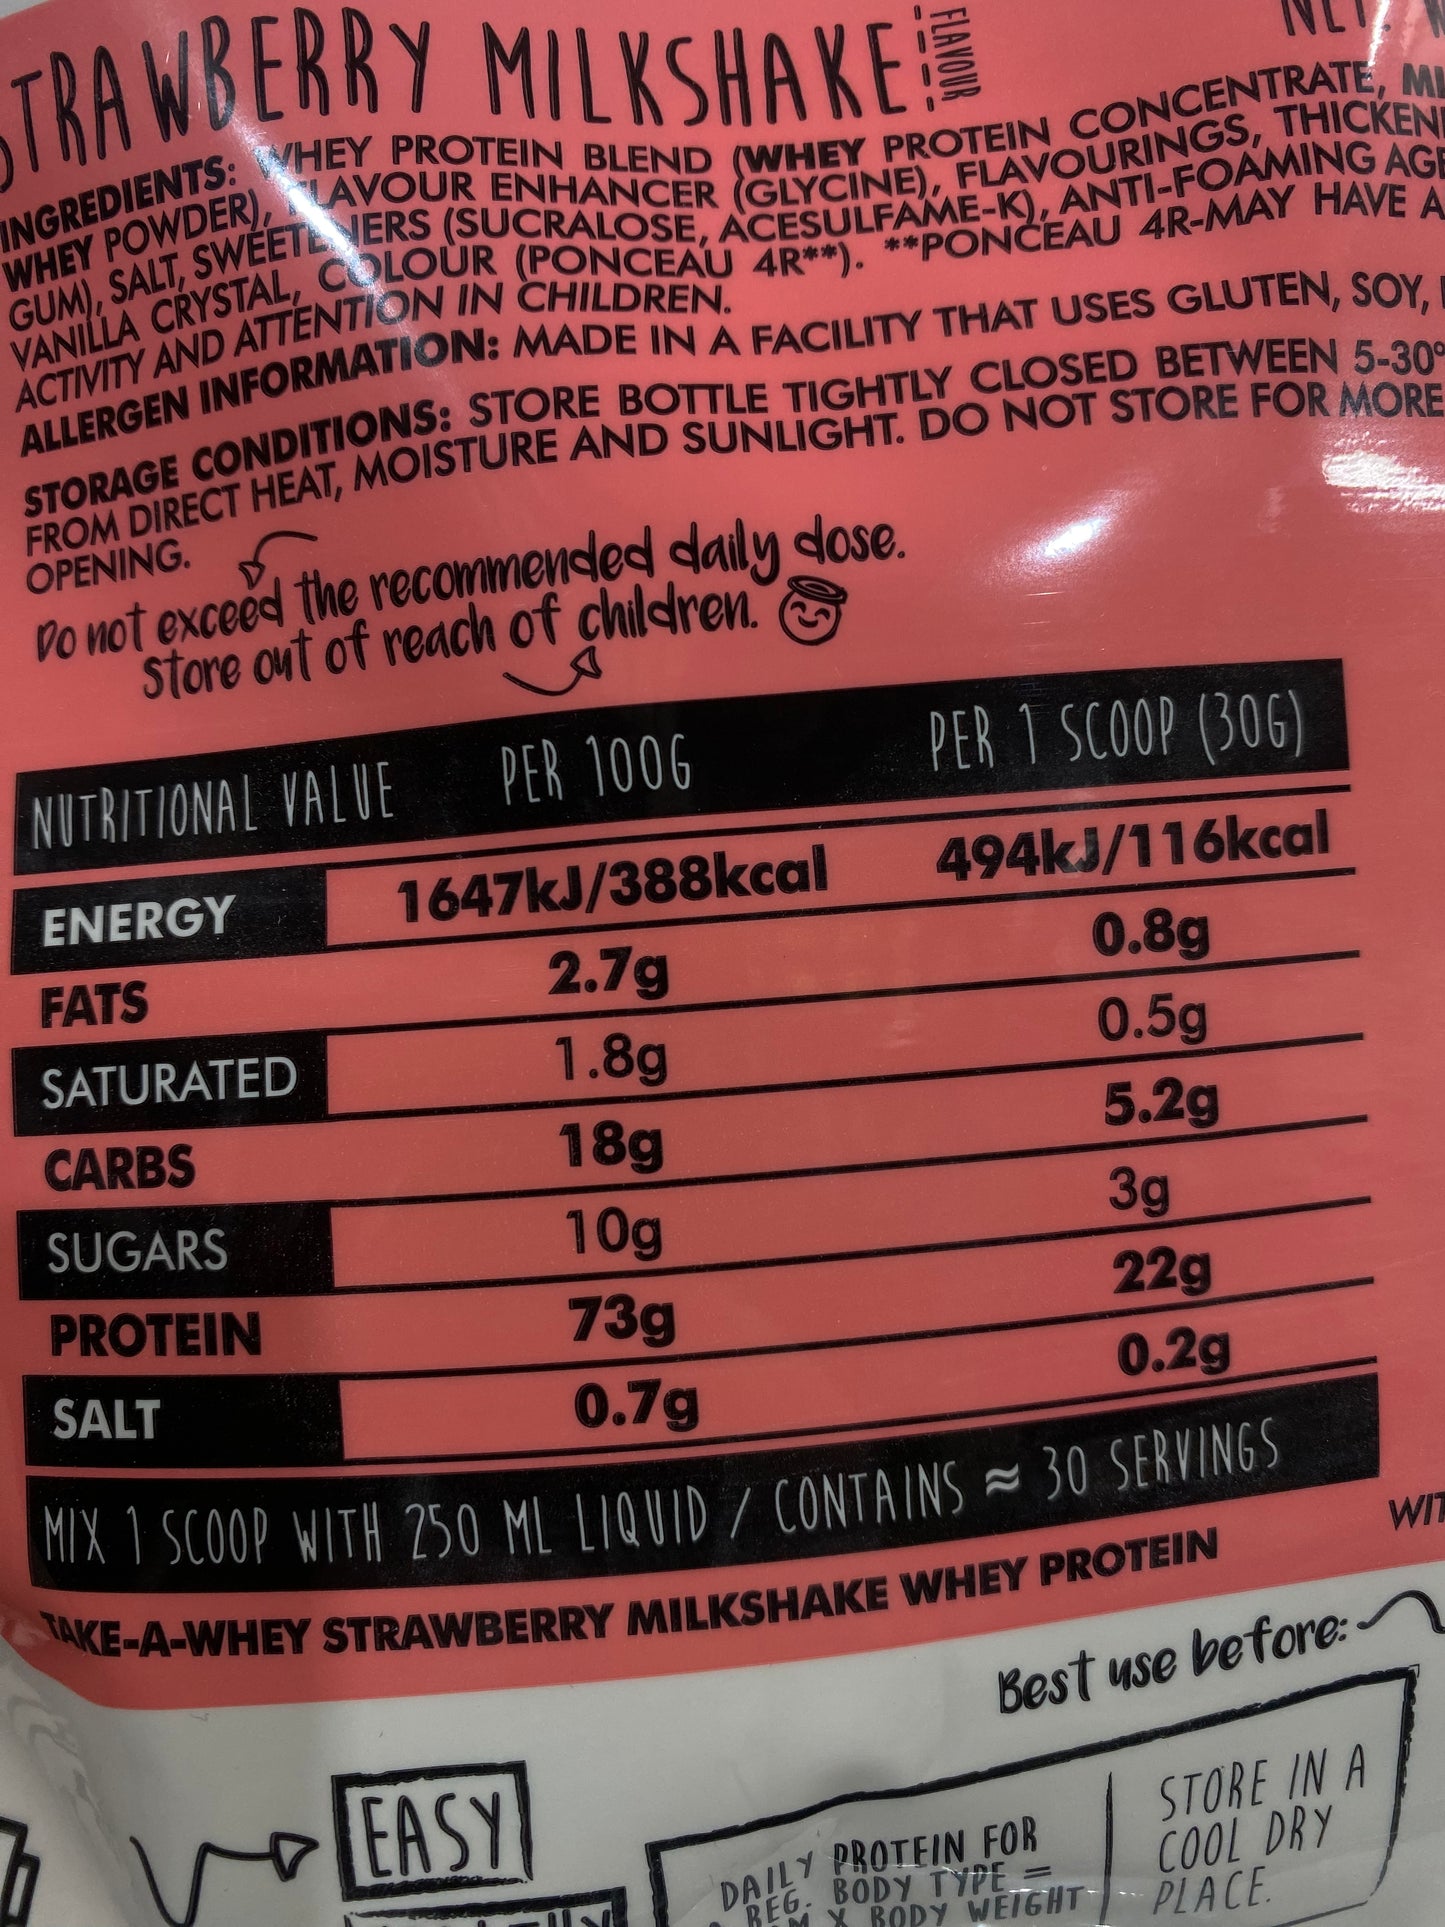 STRAWBERRY MILKSHAKE FLAVOUR
INGREDIENTS: WHEY PROTEIN BLEND (WHEY PROTEIN CONCENTRATE,
WHEY POWDER), FLAVOUR ENHANCER (GLYCINE), FLAVOURINGS,
GUM), SALT, SWEETENERS (SUCRALOSE, ACESULFAME-K), ANTI-FOAMING
VANILLA CRYSTAL, COLOUR (PONCEAU 4R**). **PONCEAU 4R-MAY HAVE A
ACTIVITY AND ATTENTION IN CHILDREN.
ALLERGEN INFORMATION: MADE IN A FACILITY THAT USES GLUTEN, SOY,
STORAGE CONDITIONS: STORE BOTTLE TIGHTLY CLOSED BETWEEN 5-30°
FROM DIRECT HEAT, MOISTURE AND SUNLIGHT. DO NOT STORE FOR MORE
OPENING.
Do not exceed the recommended daily dose.
Store out of reach of children.
NUTRITIONAL VALUE PER 100G PER 1 SCOOP (30G)
ENERGY 1647kJ/388kcal 494kJ/116kcal
FATS 2.7g 0.8g
SATURATED 1.8g 0.5g
CARBS 18g 5.2g
SUGARS 10g 3g
PROTEIN 73g 22g
SALT 0.7g 0.2g
MIX 1 SCOOP WITH 250 ML LIQUID / CONTAINS ≈ 30 SERVINGS
TAKE-A-WHEY STRAWBERRY MILKSHAKE WHEY PROTEIN
Best use before:
EASY
DAILY PROTEIN FOR
REG. BODY TYPE =
X BODY WEIGHT
STORE IN A
COOL DRY
PLACE.